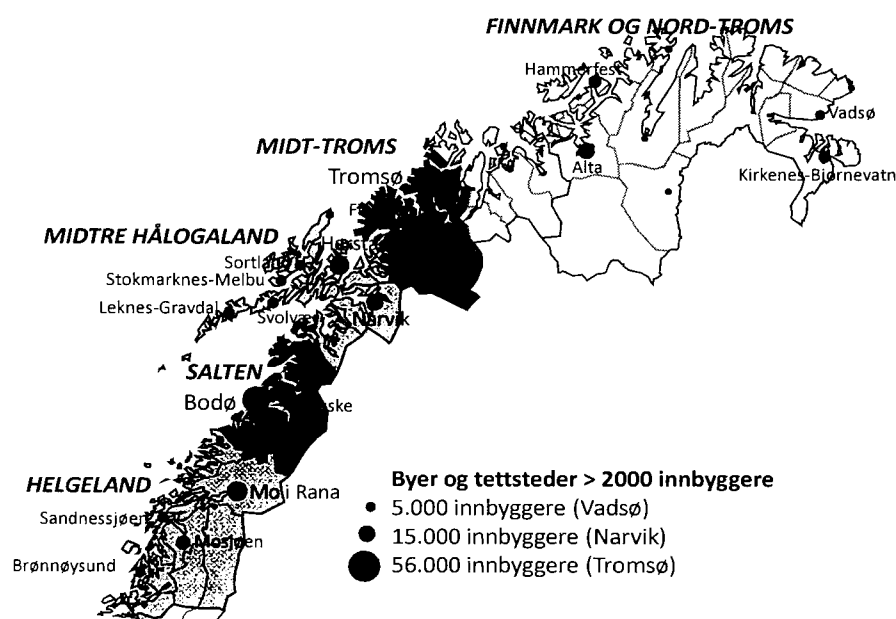 FINNMARK OG NORD-TROMS
Hammerfest
Vadsø
MIDT-TROMS
Tromsø
Alta
Kirkenes-Bjørnevatn
MIDTRE HÅLOGALAND
Sortland
Stokmarknes-Melbu
Leknes-Gravdal
Svolvær
Narvik
SALTEN
Bodø
HELGELAND
Mo i Rana
Sandnessjøen
Mosjøen
Brønnøysund
Byer og tettsteder > 2000 innbyggere
5.000 innbyggere (Vadsø)
15.000 innbyggere (Narvik)
56.000 innbyggere (Tromsø)